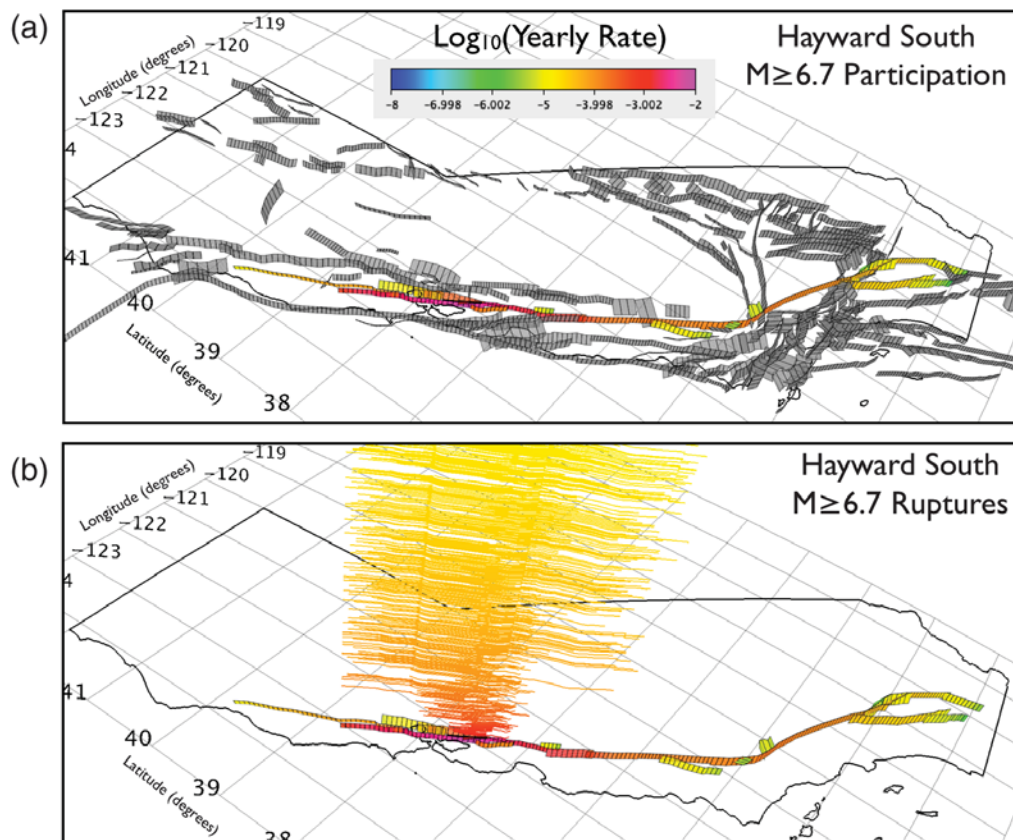 (a)
Log10(Yearly Rate)
Hayward South
M≥6.7 Participation
-8 -6.998 -6.002 -5 -3.998 -3.002 -2
-119
-120
-121
-122
-123
Longitude (degrees)
4
41
40
39
38
Latitude (degrees)
(b)
Hayward South
M≥6.7 Ruptures
-119
-120
-121
-122
-123
Longitude (degrees)
4
41
40
39
38
Latitude (degrees)